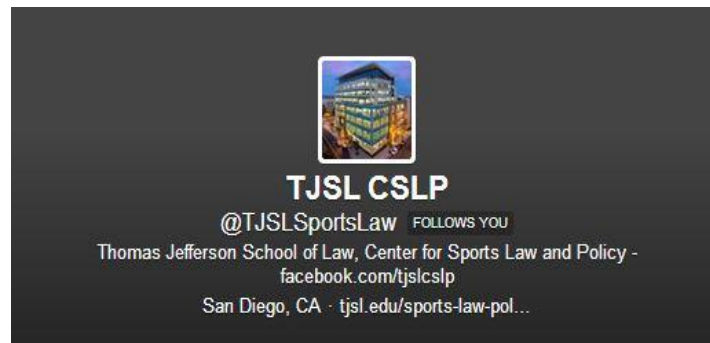 TJSL CSLP
@TJSLSportsLaw FOLLOWS YOU
Thomas Jefferson School of Law, Center for Sports Law and Policy -
facebook.com/tjslcslp
San Diego, CA · tjsl.edu/sports-law-pol...